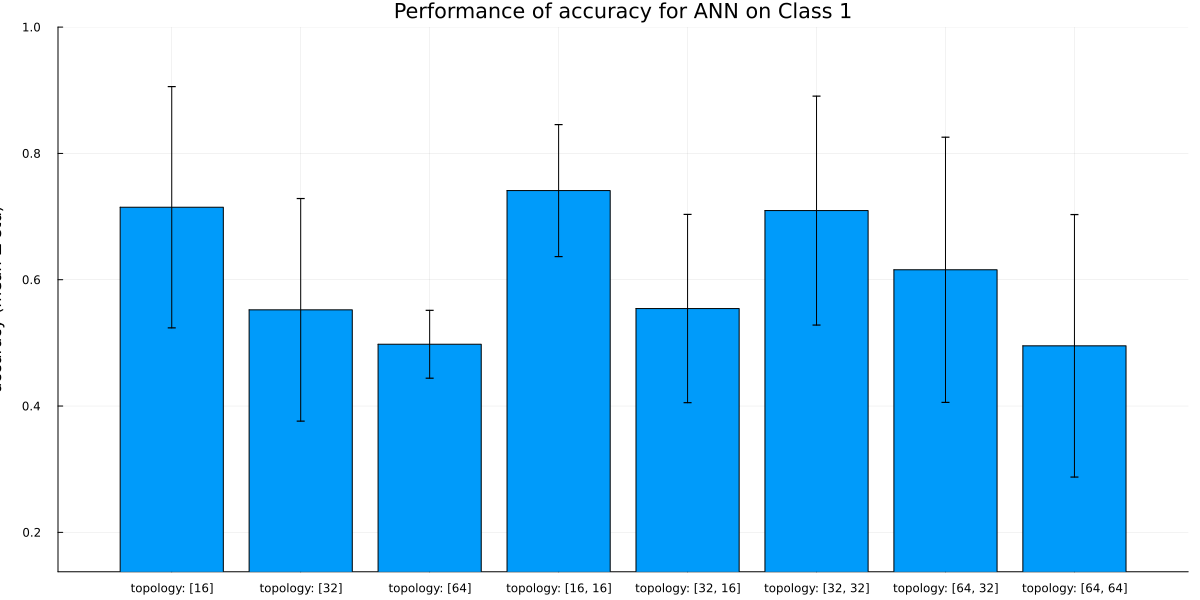 Performance of accuracy for ANN on Class 1
1.0
0.8
0.6
0.4
0.2
topology: [16]
topology: [32]
topology: [64]
topology: [16, 16]
topology: [32, 16]
topology: [32, 32]
topology: [64, 32]
topology: [64, 64]